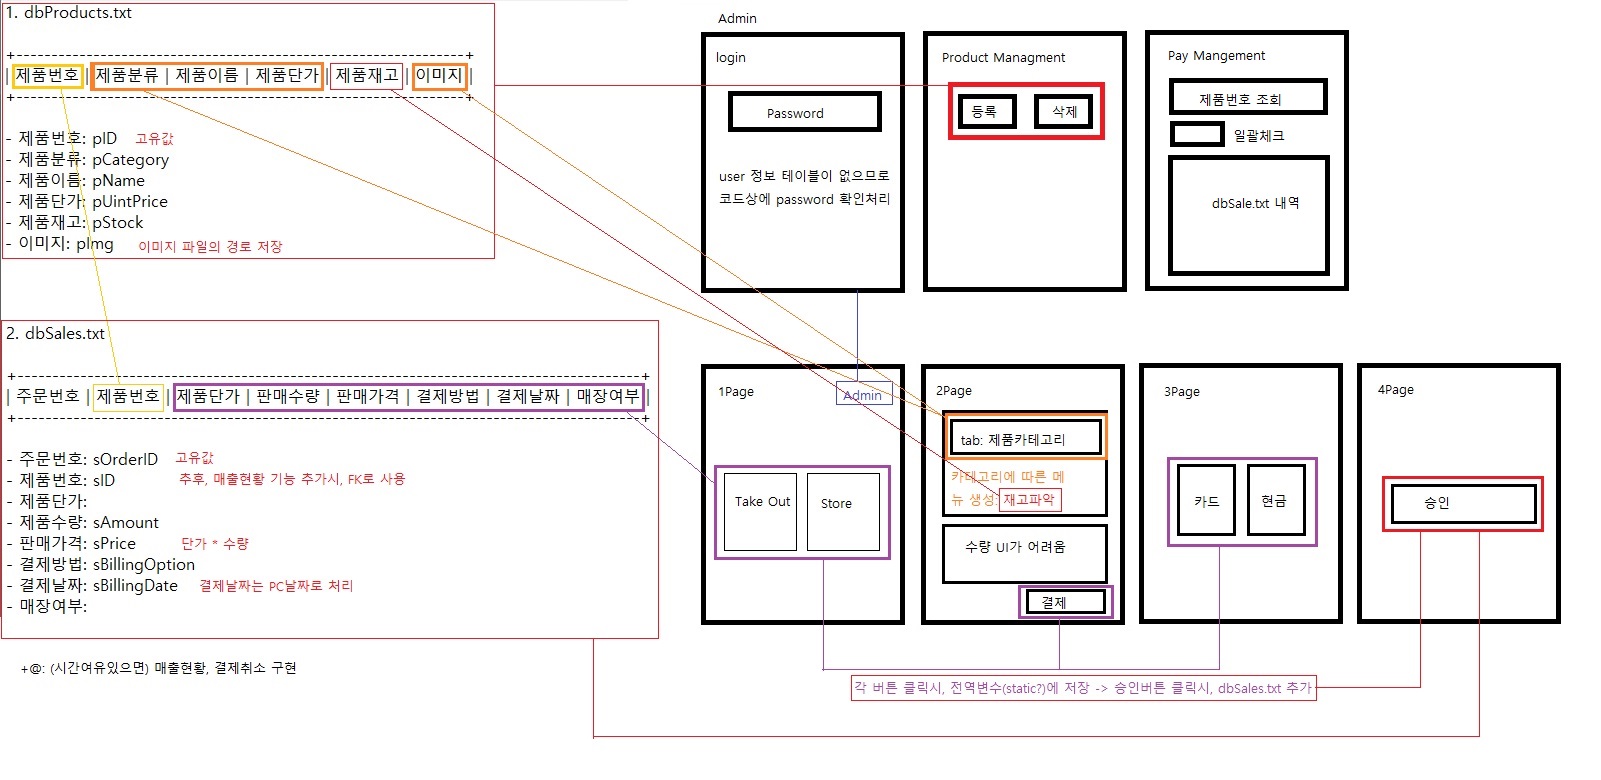 1. dbProducts.txt
+-----------------------------------------------------------+
| 제품번호 | 제품분류 | 제품이름 | 제품단가 | 제품재고 | 이미지 |
+-----------------------------------------------------------+
- 제품번호: pID 고유값
- 제품분류: pCategory
- 제품이름: pName
- 제품단가: pUintPrice
- 제품재고: pStock
- 이미지: pImg 이미지 파일의 경로 저장
2. dbSales.txt
+---------------------------------------------------------------------------------+
| 주문번호 | 제품번호 | 제품단가 | 판매수량 | 판매가격 | 결제방법 | 결제날짜 | 매장여부 |
+---------------------------------------------------------------------------------+
- 주문번호: sOrderID 고유값
- 제품번호: sID 추후, 매출현황 기능 추가시, FK로 사용
- 제품단가:
- 제품수량: sAmount
- 판매가격: sPrice 단가 * 수량
- 결제방법: sBillingOption
- 결제날짜: sBillingDate 결제날짜는 PC날짜로 처리
- 매장여부:
+@: (시간여유있으면) 매출현황, 결제취소 구현
Admin
login
Password
user 정보 테이블이 없으므로
코드상에 password 확인처리
Product Managment
등록
삭제
Pay Mangement
제품번호 조회
일괄체크
dbSale.txt 내역
1Page
Admin
Take Out
Store
2Page
tab: 제품카테고리
카테고리에 따른 메
뉴 생성: 재고파악
수량 UI가 어려움
결제
3Page
카드
현금
4Page
승인
각 버튼 클릭시, 전역변수(static?)에 저장 -> 승인버튼 클릭시, dbSales.txt 추가